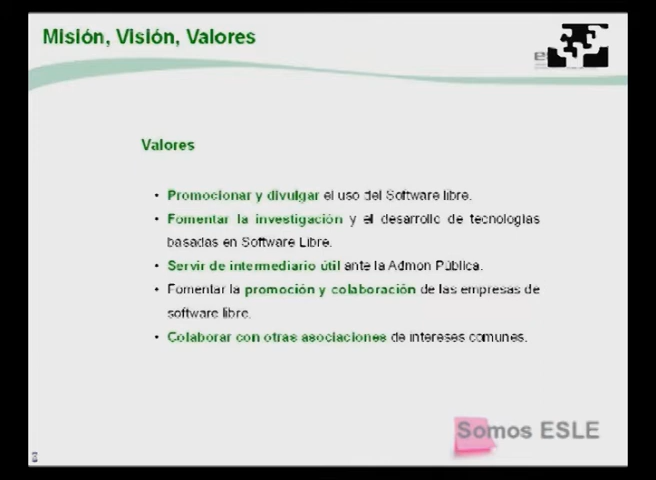 Misión, Visión, Valores
Valores
• Promocionar y divulgar el uso del Software libre.
• Fomentar la investigación y el desarrollo de tecnologías
basadas en Software Libre.
• Servir de intermediario útil ante la Admon Pública.
• Fomentar la promoción y colaboración de las empresas de
software libre.
• Colaborar con otras asociaciones de intereses comunes.
Somos ESLE